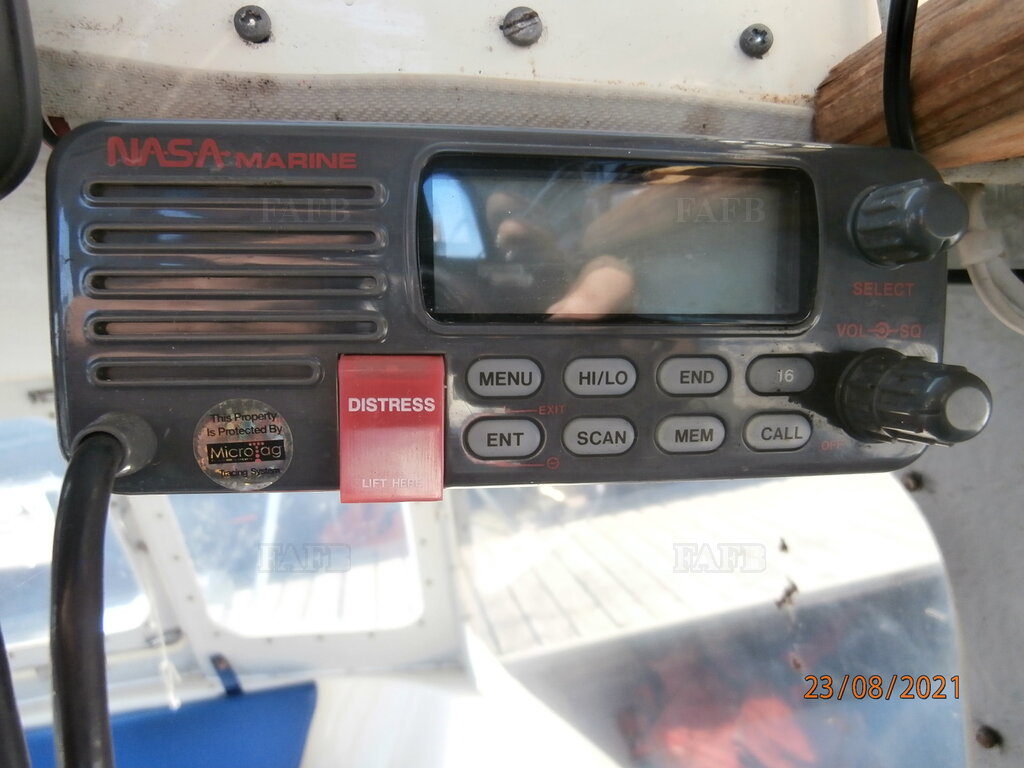 NASA MARINE
FAFB FAFB
SELECT
VOL SQ
DISTRESS
LIFT HERE
MENU HI/LO END 16
EXIT
ENT SCAN MEM CALL
OFF
This Property
Is Protected By
Microtag
Tracing System
FAFB FAFB
23/08/2021